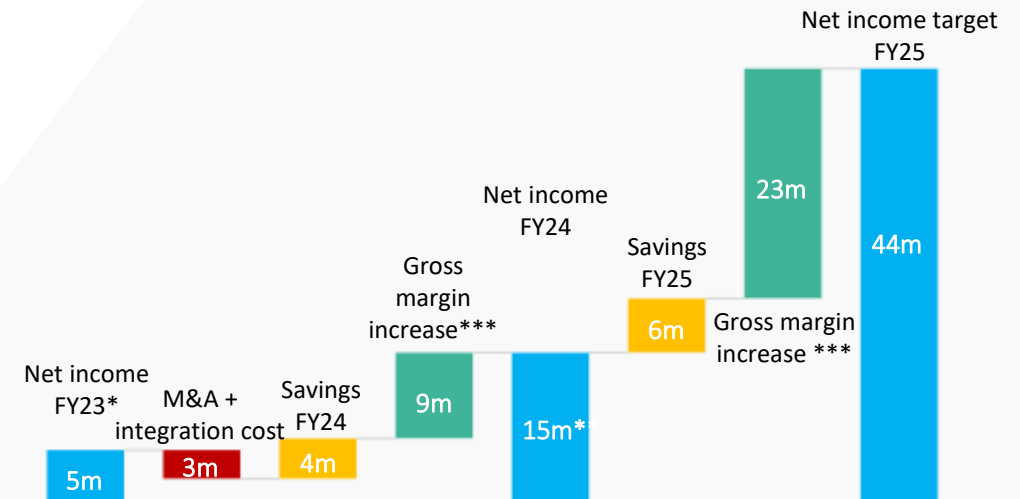 Net income target
FY25
23m
Net income
FY24
44m
Savings
FY25
Gross
margin
increase***
6m
Gross margin
increase ***
Net income
FY23*
M&A +
integration cost
Savings
FY24
9m
15m**
3m
4m
5m